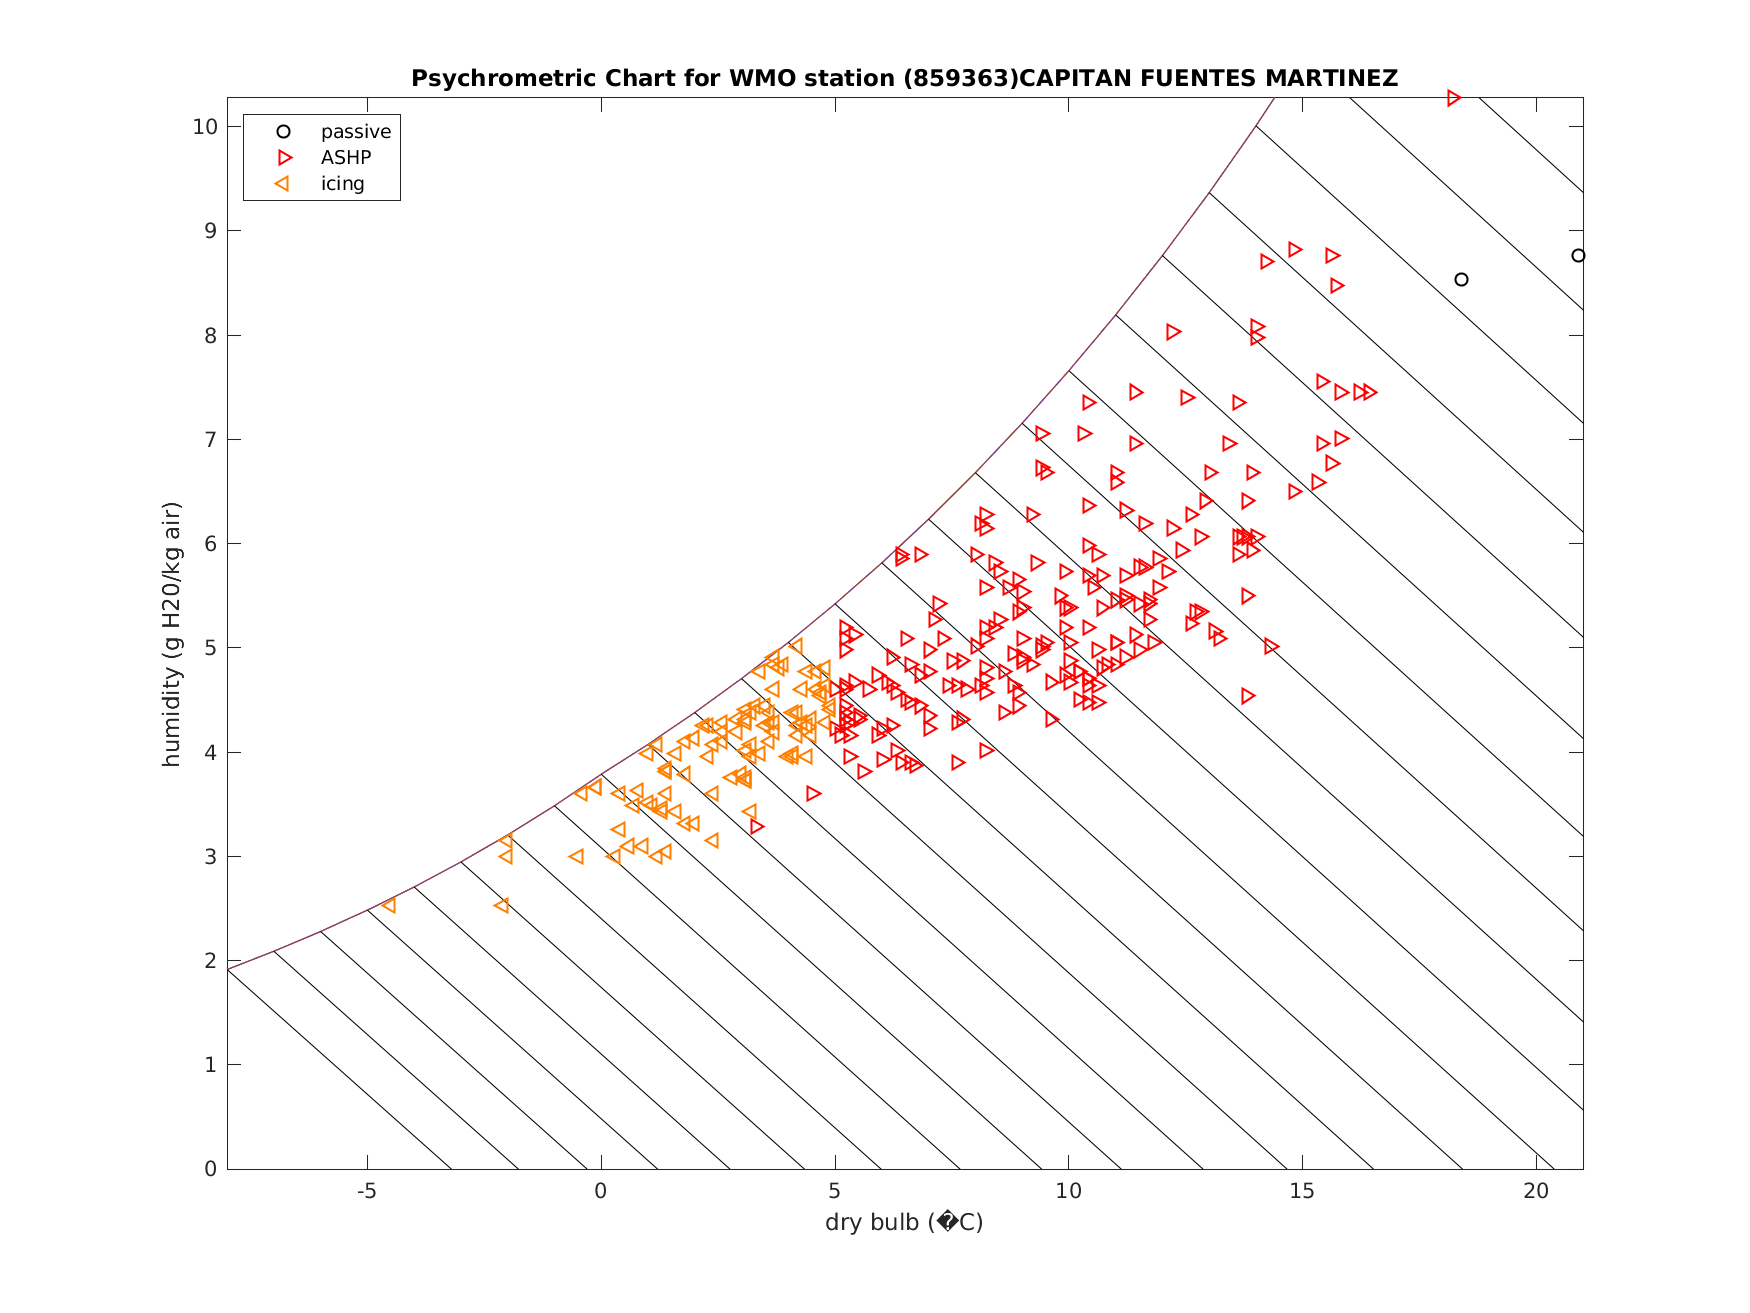 Psychrometric Chart for WMO station (859363)CAPITAN FUENTES MARTINEZ
passive
ASHP
icing
10
9
8
7
6
5
4
3
2
1
0
humidity (g H20/kg air)
-5 0 5 10 15 20
dry bulb (�C)